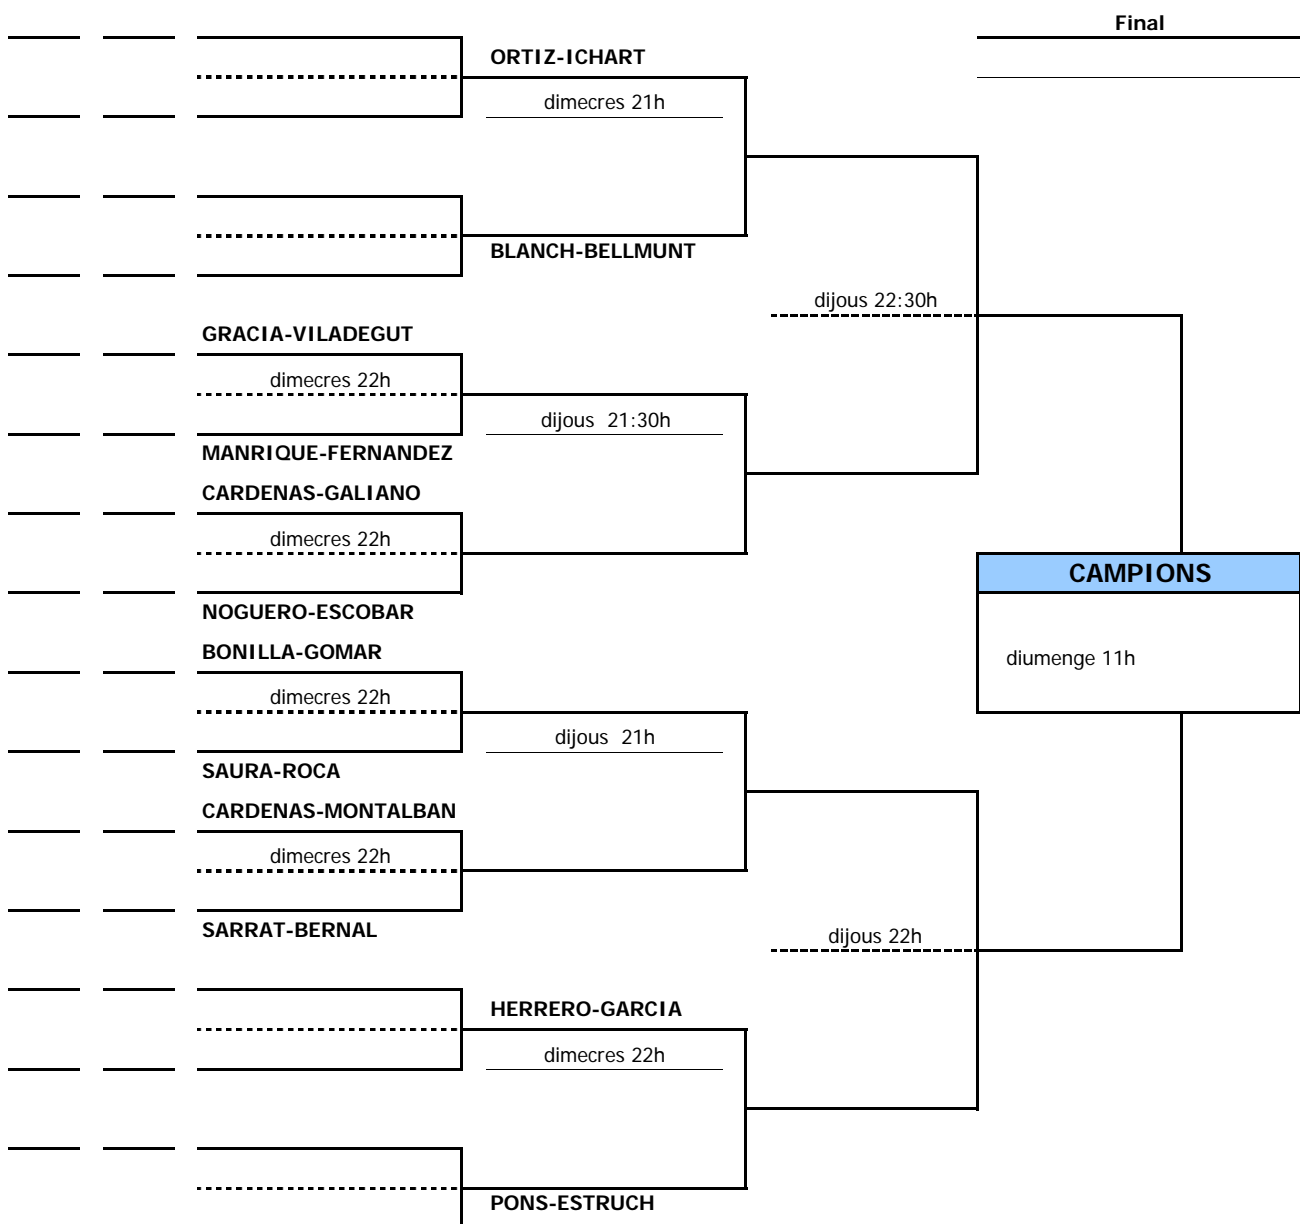 Final
ORTIZ-ICHART
dimecres 21h
BLANCH-BELLMUNT
dijous 22:30h
GRACIA-VILADEGUT
dimecres 22h
dijous 21:30h
MANRIQUE-FERNANDEZ
CARDENAS-GALIANO
dimecres 22h
CAMPIONS
NOGUERO-ESCOBAR
BONILLA-GOMAR
diumenge 11h
dimecres 22h
dijous 21h
SAURA-ROCA
CARDENAS-MONTALBAN
dimecres 22h
SARRAT-BERNAL
dijous 22h
HERRERO-GARCIA
dimecres 22h
PONS-ESTRUCH